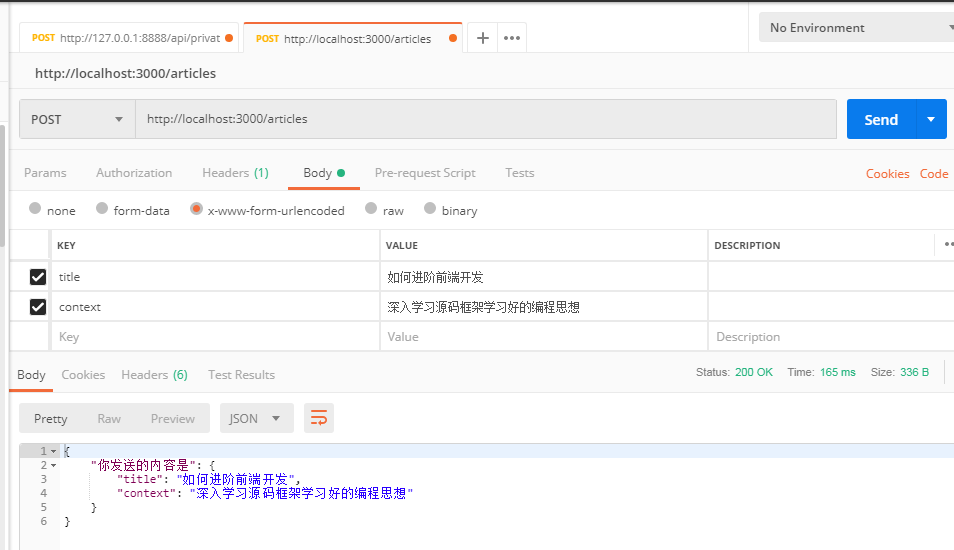 POST http://127.0.0.1:8888/api/privat POST http://localhost:3000/articles + ••• No Environment
http://localhost:3000/articles
POST http://localhost:3000/articles Send
Params Authorization Headers (1) Body Pre-request Script Tests Cookies Code
none form-data x-www-form-urlencoded raw binary
KEY VALUE DESCRIPTION
title 如何进阶前端开发
context 深入学习源码框架学习好的编程思想
Key Value Description
Body Cookies Headers (6) Test Results Status: 200 OK Time: 165 ms Size: 336 B
Pretty Raw Preview JSON
1 {
2 "你发送的内容是": {
3 "title": "如何进阶前端开发",
4 "context": "深入学习源码框架学习好的编程思想"
5 }
6 }